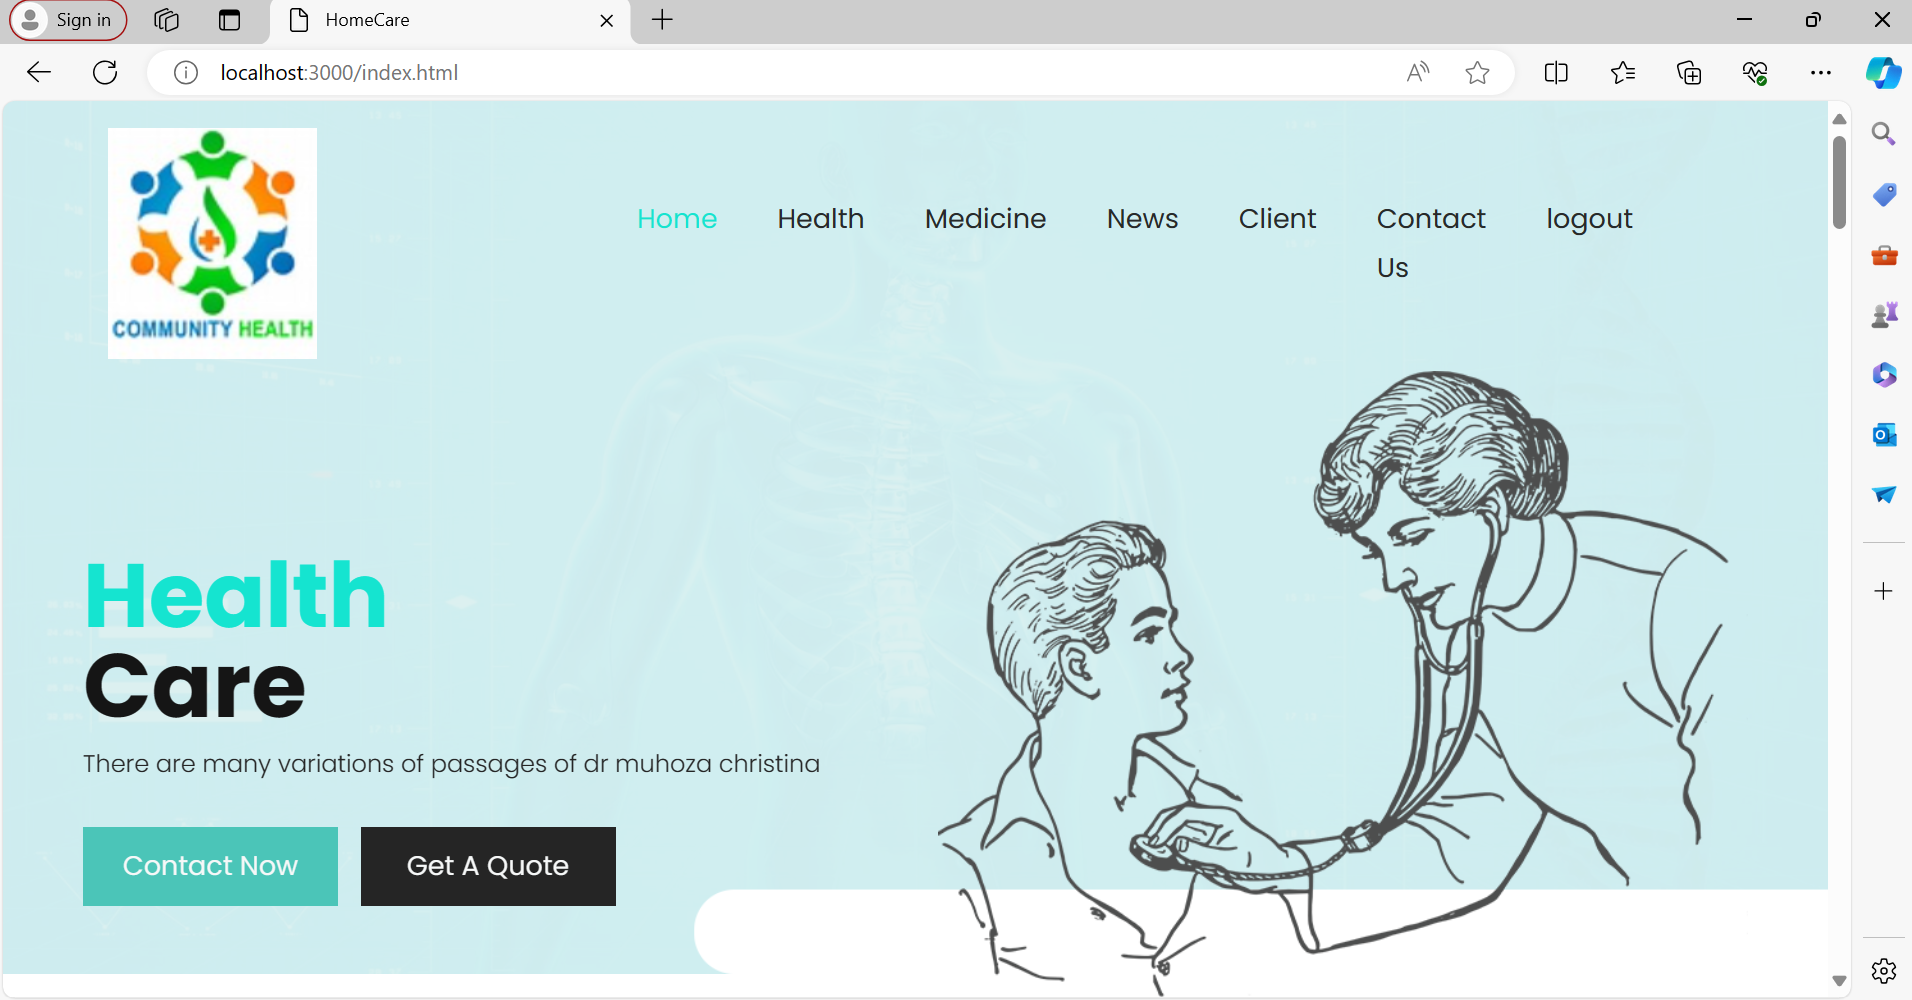 Sign in
HomeCare
localhost:3000/index.html
COMMUNITY HEALTH
Home Health Medicine News Client Contact Us logout
Health
Care
There are many variations of passages of dr muhoza christina
Contact Now Get A Quote